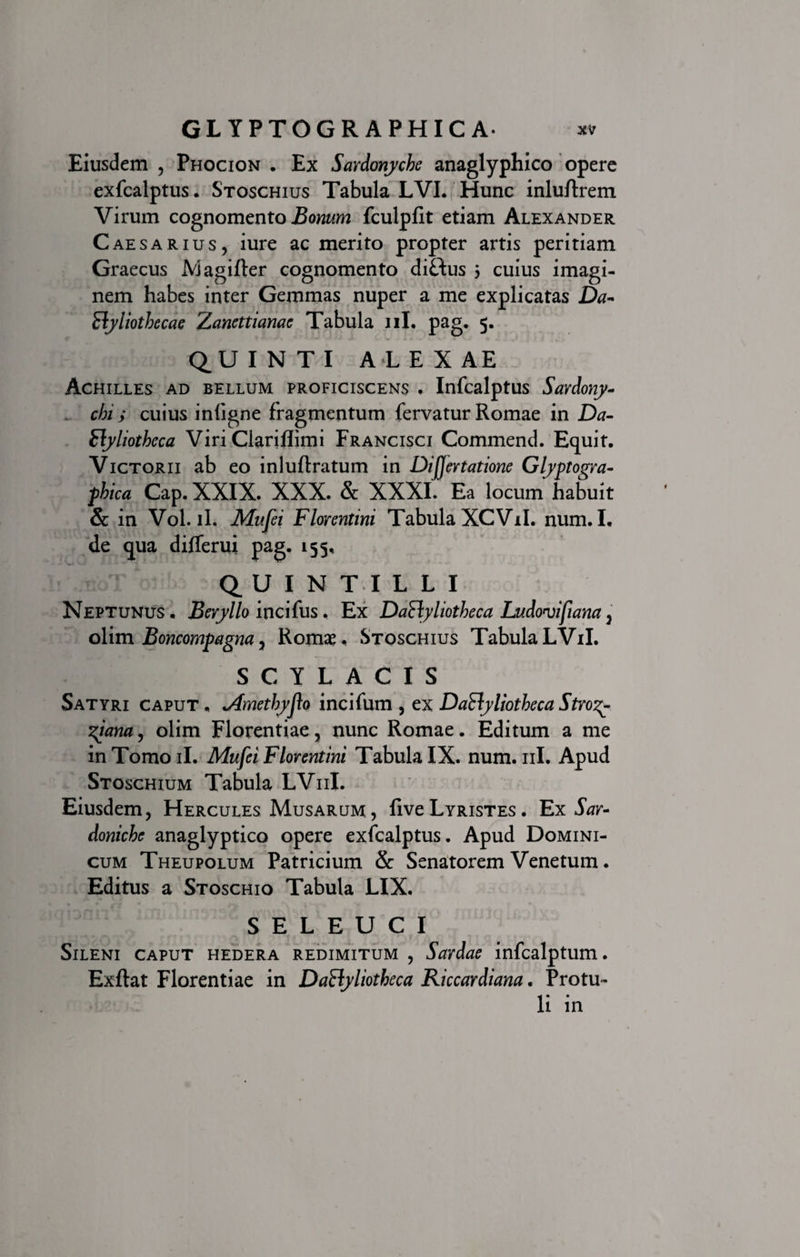 GLYPTOGRAPHICA. xv
Eiusdem , Phocion . Ex Sardonyche anaglyphico opere
exſcalptus. Stoschius Tabula LVI. Hunc inluſtrem
Virum cognomento Bonum ſculpſit etiam Alexander
Caesarius, iure ac merito propter artis peritiam
Graecus Magiſter cognomento dictus ; cuius imagi-
nem habes inter Gemmas nuper a me explicatas Da-
ctyliothecae Zanettianae Tabula iiI. pag. 5.
QUINTI ALEXAE
Achilles ad bellum proficiscens . Inſcalptus Sardony-
chi ; cuius inſigne fragmentum ſervatur Romae in Da-
ctyliotheca Viri Clariſſimi Francisci Commend. Equit.
Victorii ab eo inluſtratum in Diſſertatione Glyptogra-
phica Cap. XXIX. XXX. & XXXI. Ea locum habuit
& in Vol. iI. Muſei Florentini Tabula XCViI. num. I.
de qua diſſerui pag. 155.
QUINTILLI
Neptunus . Beryllo inciſus . Ex Dactyliotheca Ludoviſiana ,
olim Boncompagna , Romæ . Stoschius Tabula LViI.
SCYLACIS
Satyri caput . Amethyſto inciſum , ex Dactyliotheca Stroz-
ziana , olim Florentiae, nunc Romae. Editum a me
in Tomo iI. Muſei Florentini Tabula IX. num. iiI. Apud
Stoschium Tabula LViiI.
Eiusdem, Hercules Musarum , ſive Lyristes . Ex Sar-
doniche anaglyptico opere exſcalptus. Apud Domini-
cum Theupolum Patricium & Senatorem Venetum.
Editus a Stoschio Tabula LIX.
SELEUCI
Sileni caput hedera redimitum , Sardae inſcalptum.
Exſtat Florentiae in Dactyliotheca Riccardiana. Protu-
li in